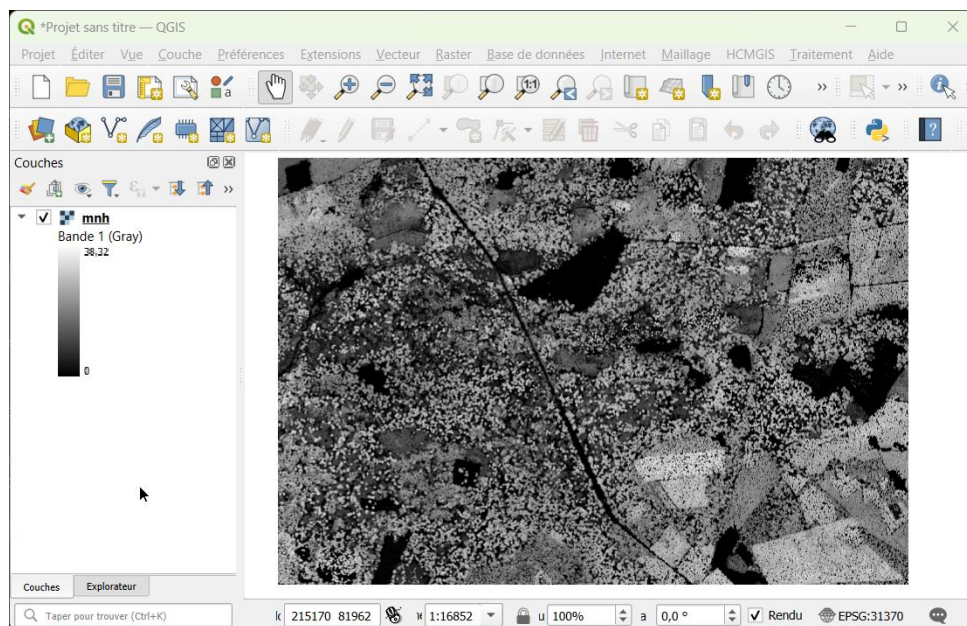 *Projet sans titre — QGIS
Projet Éditer Vue Couche Préférences Extensions Vecteur Raster Base de données Internet Maillage HCMGIS Traitement Aide
a 1:1 » »
?
Couches
»
mnh
Bande 1 (Gray)
38,32
0
Couches Explorateur
Taper pour trouver (Ctrl+K) 215170 81962 1:16852 u 100% a 0,0 ° Rendu EPSG:31370